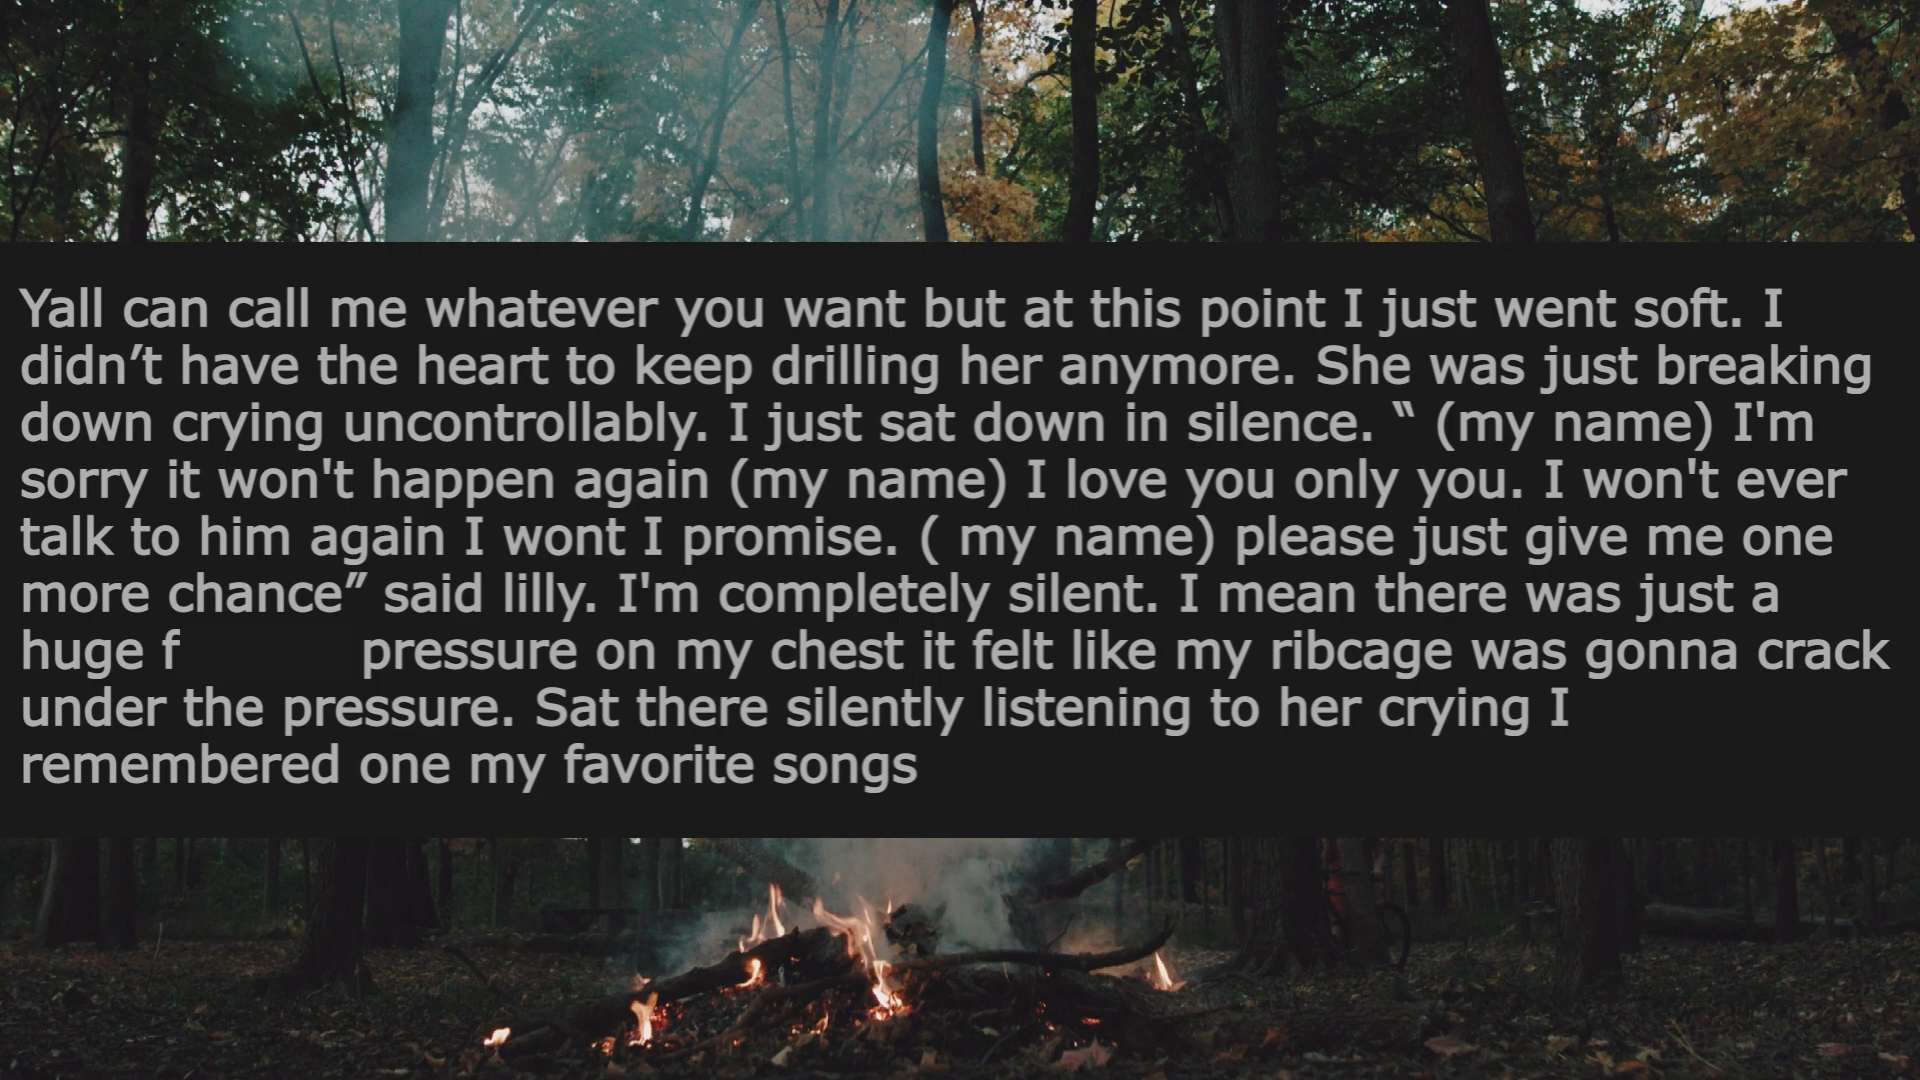 Yall can call me whatever you want but at this point I just went soft. I
didn’t have the heart to keep drilling her anymore. She was just breaking
down crying uncontrollably. I just sat down in silence. “ (my name) I'm
sorry it won't happen again (my name) I love you only you. I won't ever
talk to him again I wont I promise. ( my name) please just give me one
more chance” said lilly. I'm completely silent. I mean there was just a
huge f pressure on my chest it felt like my ribcage was gonna crack
under the pressure. Sat there silently listening to her crying I
remembered one my favorite songs